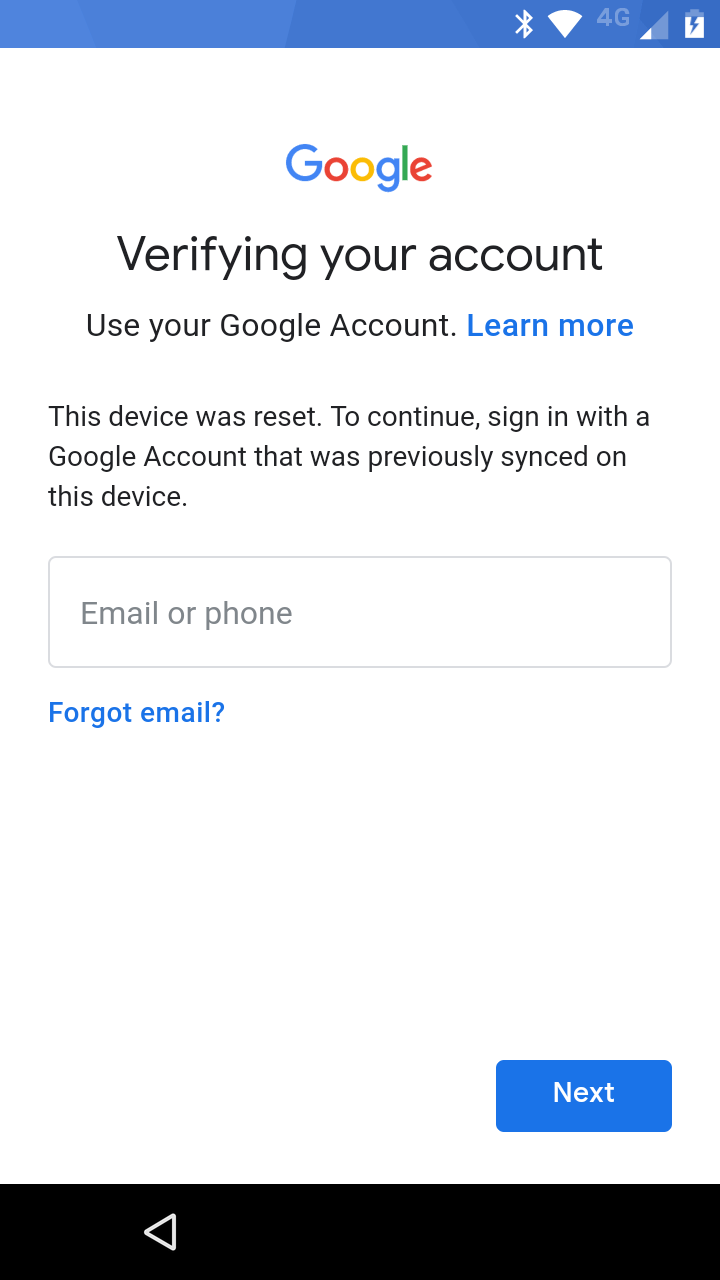 4G
Google
Verifying your account
Use your Google Account. Learn more
This device was reset. To continue, sign in with a
Google Account that was previously synced on
this device.
Email or phone
Forgot email?
Next